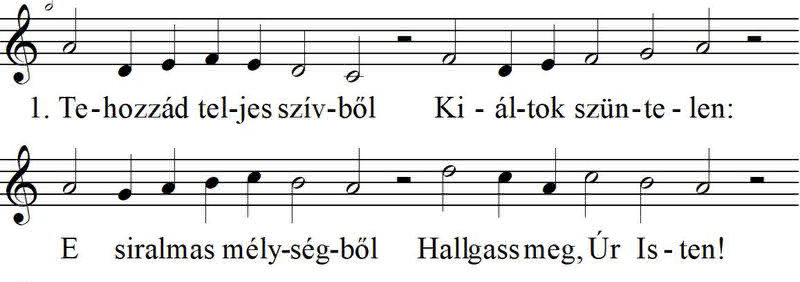 1. Te-hozzád tel-jes szív-ből Ki - ál-tok szün-te - len:
E siralmas mély-ség-ből Hallgass meg, Úr Is - ten!